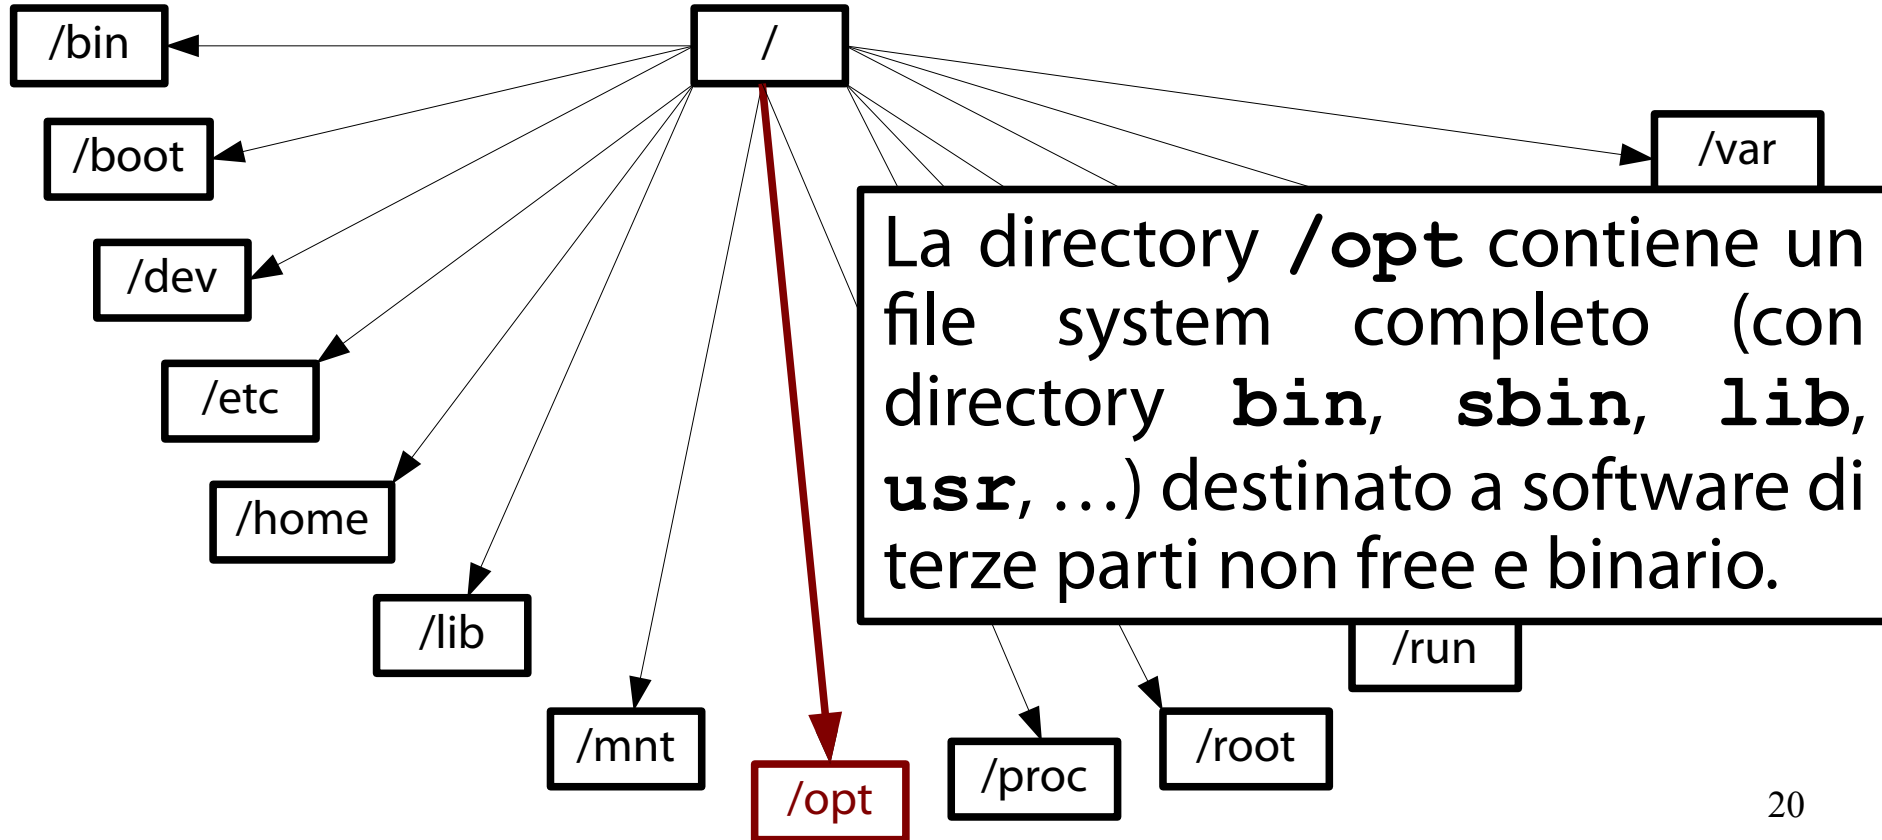 /bin
/
/boot
/var
/dev
La directory /opt contiene un
file system completo (con
directory bin, sbin, lib,
usr, …) destinato a software di
terze parti non free e binario.
/etc
/home
/lib
/run
/mnt
/root
/proc
/opt
20